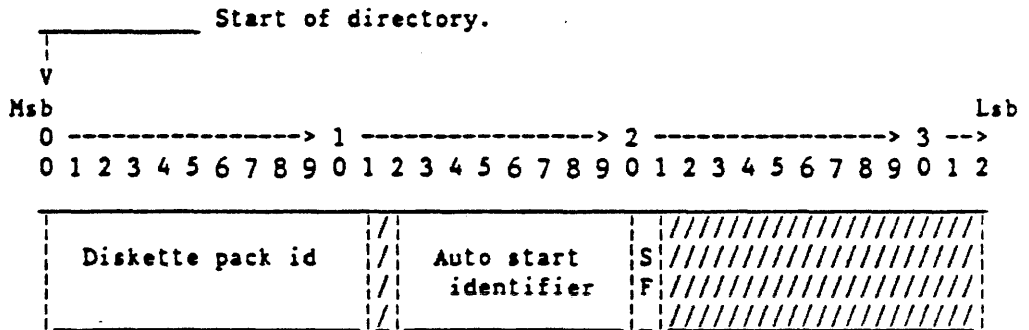 Start of directory.
V
Msb Lsb
0 ----------------> 1 ----------------> 2 ----------------> 3 -->
0 1 2 3 4 5 6 7 8 9 0 1 2 3 4 5 6 7 8 9 0 1 2 3 4 5 6 7 8 9 0 1 2
Diskette pack id Auto start S
identifier F